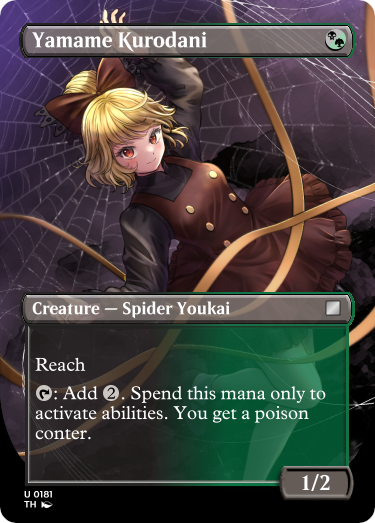 Yamame Kurodani
Creature — Spider Youkai
Reach
: Add 2. Spend this mana only to
activate abilities. You get a poison
conter.
1/2
U 0181
TH